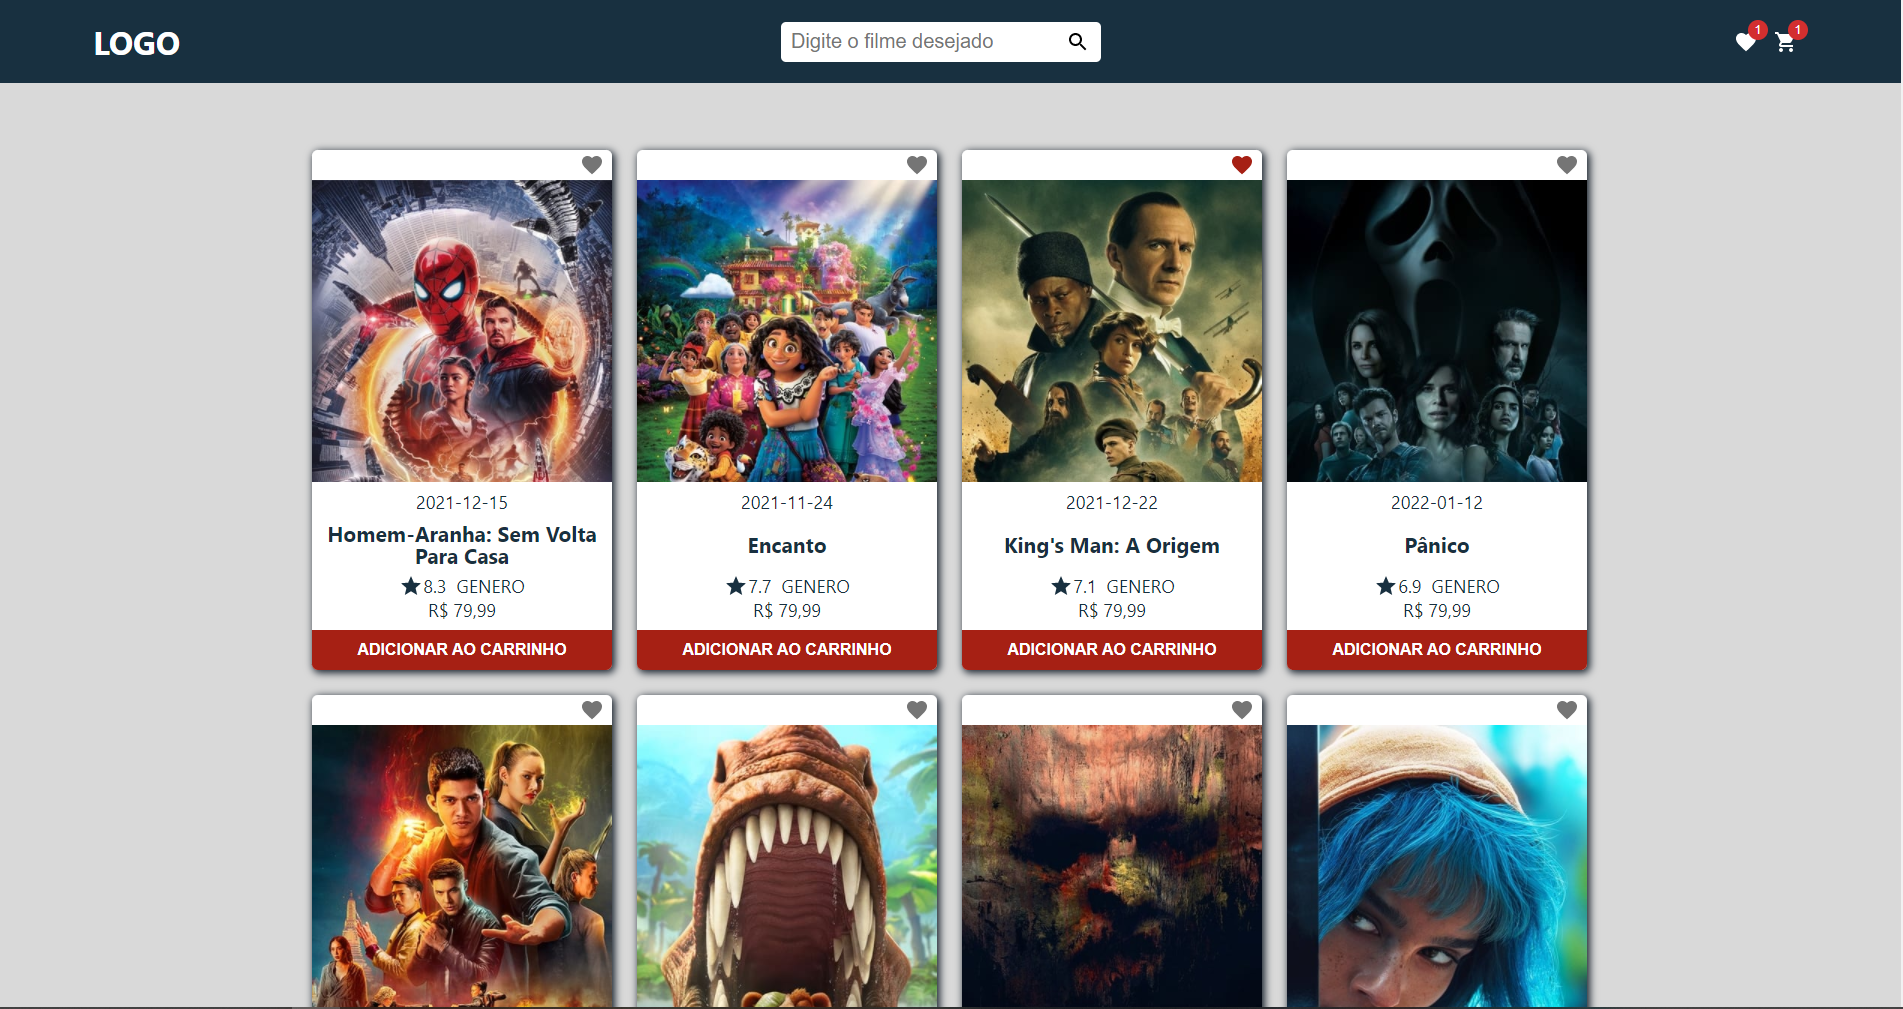 LOGO
Digite o filme desejado
1
1
2021-12-15
Homem-Aranha: Sem Volta
Para Casa
8.3 GENERO
R$ 79,99
ADICIONAR AO CARRINHO
2021-11-24
Encanto
7.7 GENERO
R$ 79,99
ADICIONAR AO CARRINHO
2021-12-22
King's Man: A Origem
7.1 GENERO
R$ 79,99
ADICIONAR AO CARRINHO
2022-01-12
Pânico
6.9 GENERO
R$ 79,99
ADICIONAR AO CARRINHO